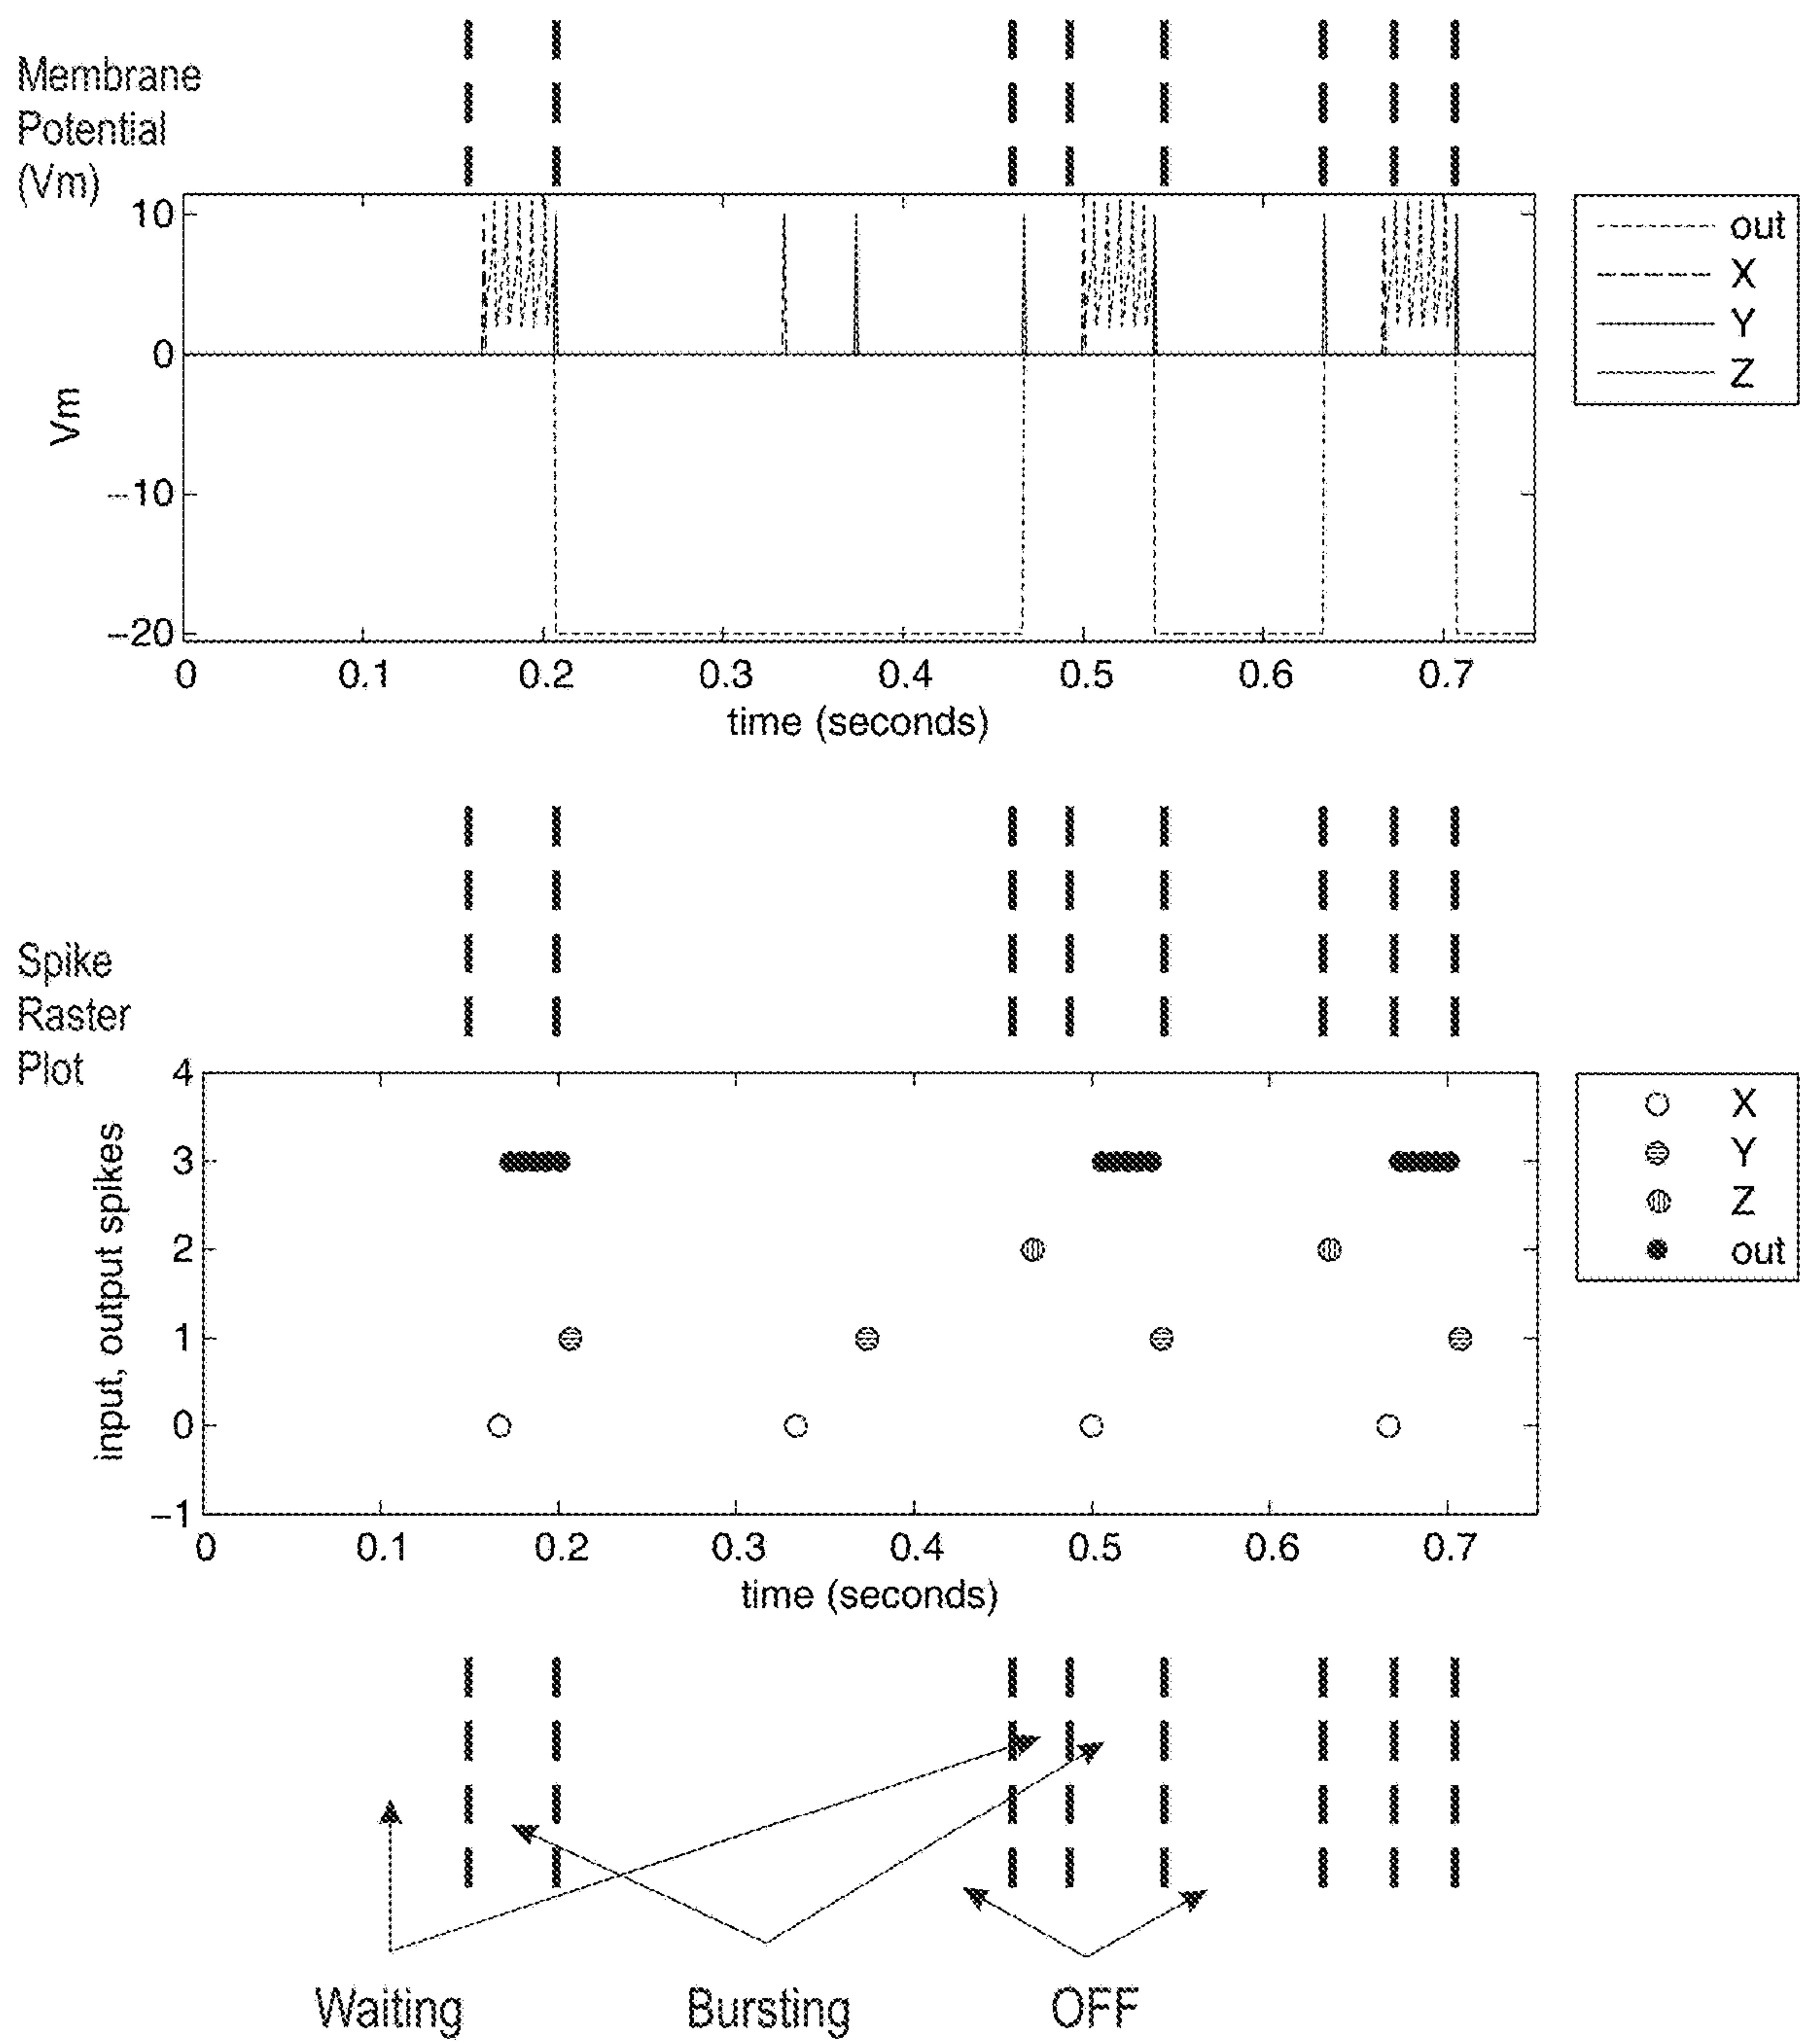 Membrane
Potential
(Vm)
10
0
−10
−20
Vm
0 0.1 0.2 0.3 0.4 0.5 0.6 0.7
time (seconds)
out
X
Y
Z
Spike
Raster
Plot
4
3
2
1
0
−1
input, output spikes
0 0.1 0.2 0.3 0.4 0.5 0.6 0.7
time (seconds)
X
Y
Z
out
Waiting Bursting OFF